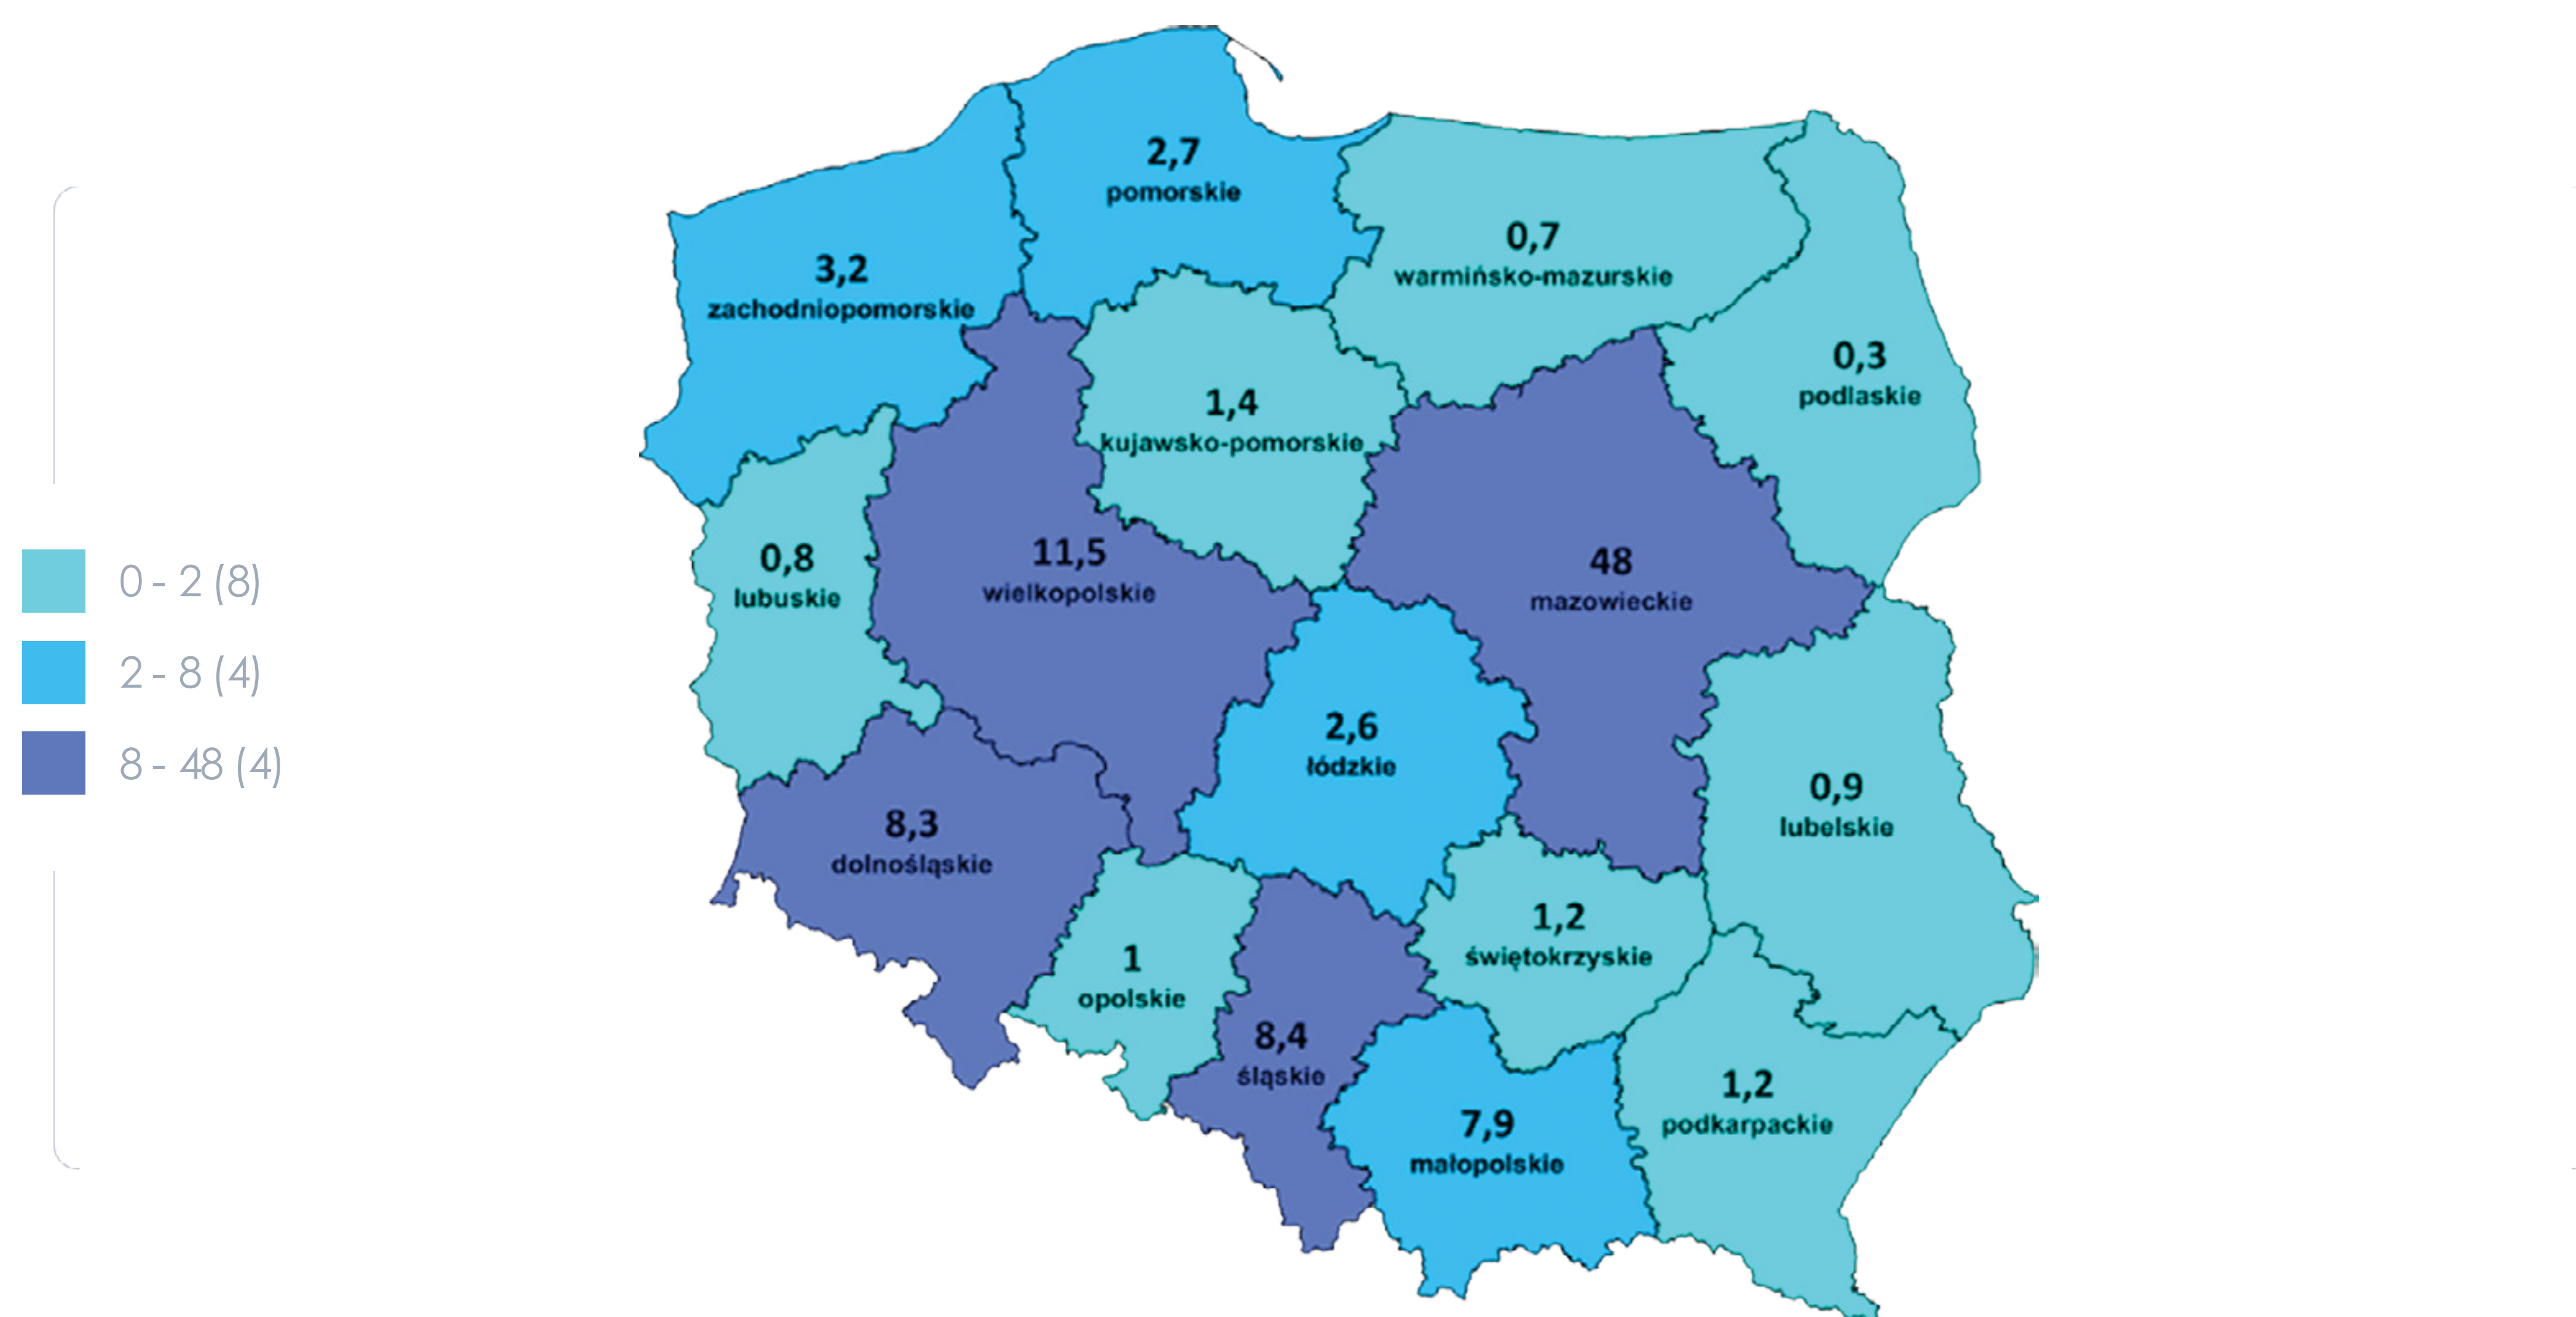 2,7
pomorskie
0,7
warmińsko-mazurskie
3,2
zachodniopomorskie
0,3
podlaskie
1,4
kujawsko-pomorskie
0,8
lubuskie
11,5
wielkopolskie
48
mazowieckie
0 - 2 (8)
2 - 8 (4)
8 - 48 (4)
2,6
łódzkie
0,9
lubelskie
8,3
dolnośląskie
1,2
świętokrzyskie
1
opolskie
8,4
śląskie
1,2
podkarpackie
7,9
małopolskie